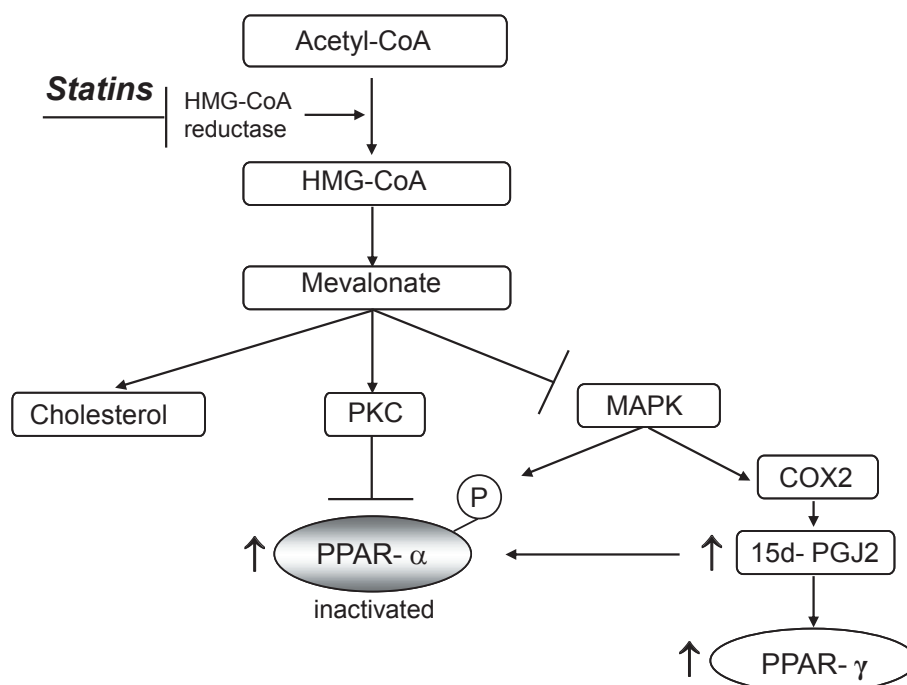 Acetyl-CoA
Statins
HMG-CoA
reductase
HMG-CoA
Mevalonate
Cholesterol
PKC
MAPK
COX2
P
PPAR- α
15d- PGJ2
inactivated
PPAR- γ